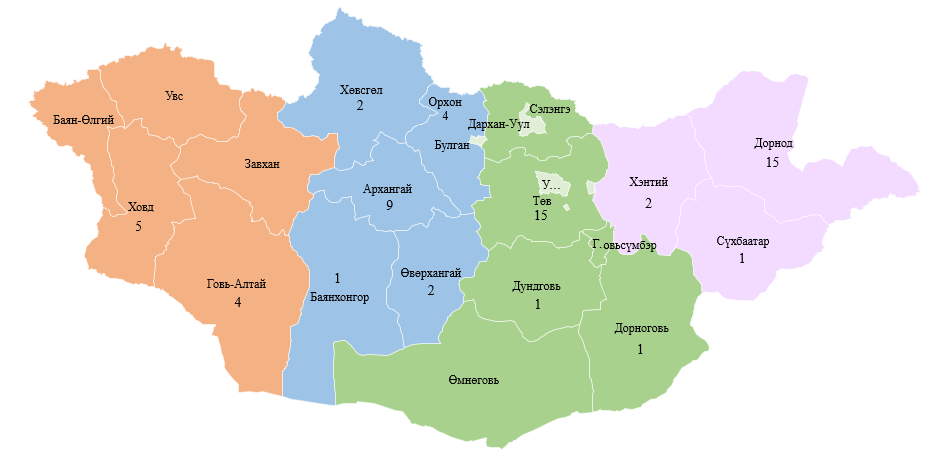 Хөвсгөл
2
Увс
Баян-Өлгий
Орхон
4
Сэлэнгэ
Дархан-Уул
Булган
Дорнод
15
Завхан
Архангай
9
У...
Төв
15
Хэнтий
2
Ховд
5
Сүхбаатар
1
Г.овьсүмбэр
Говь-Алтай
4
1
Баянхонгор
Өвөрхангай
2
Дундговь
1
Дорноговь
1
Өмнөговь